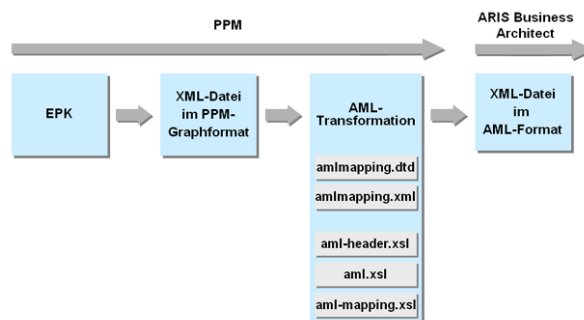 PPM
ARIS Business
Architect
EPK
XML-Datei
im PPM-
Graphformat
AML-
Transformation
amlmapping.dtd
amlmapping.xml
aml-header.xsl
aml.xsl
aml-mapping.xsl
XML-Datei
im
AML-Format